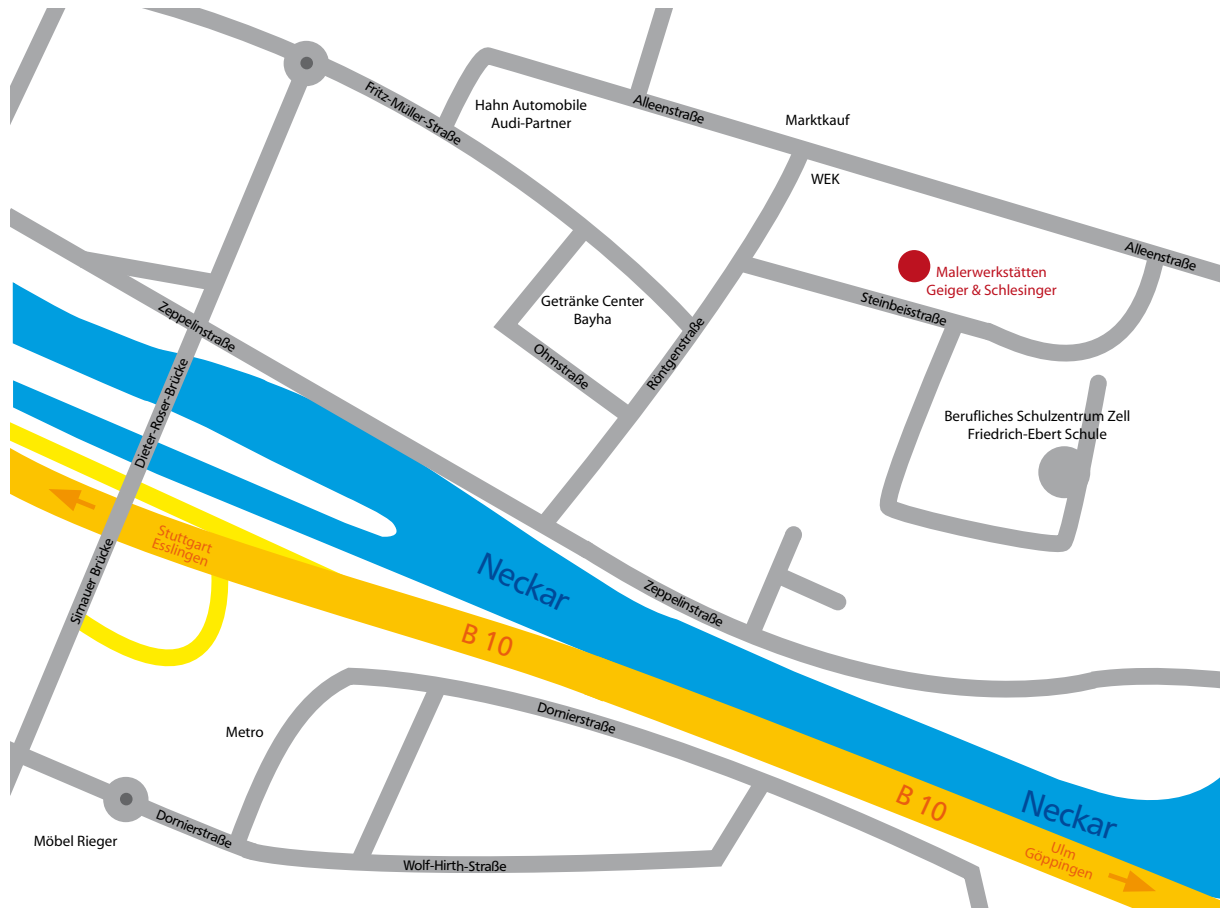 Fritz-Müller-Straße
Hahn Automobile
Audi-Partner
Alleenstraße
Marktkauf
WEK
Alleenstraße
Malerwerkstätten
Geiger & Schlesinger
Steinbeisstraße
Zeppelinstraße
Getränke Center
Bayha
Ohmstraße
Röntgenstraße
Dieter-Roser-Brücke
Berufliches Schulzentrum Zell
Friedrich-Ebert Schule
Stuttgart
Esslingen
Sirnauer Brücke
Neckar
Zeppelinstraße
B 10
Dornierstraße
Metro
B 10
Neckar
Ulm
Göppingen
Möbel Rieger
Dornierstraße
Wolf-Hirth-Straße